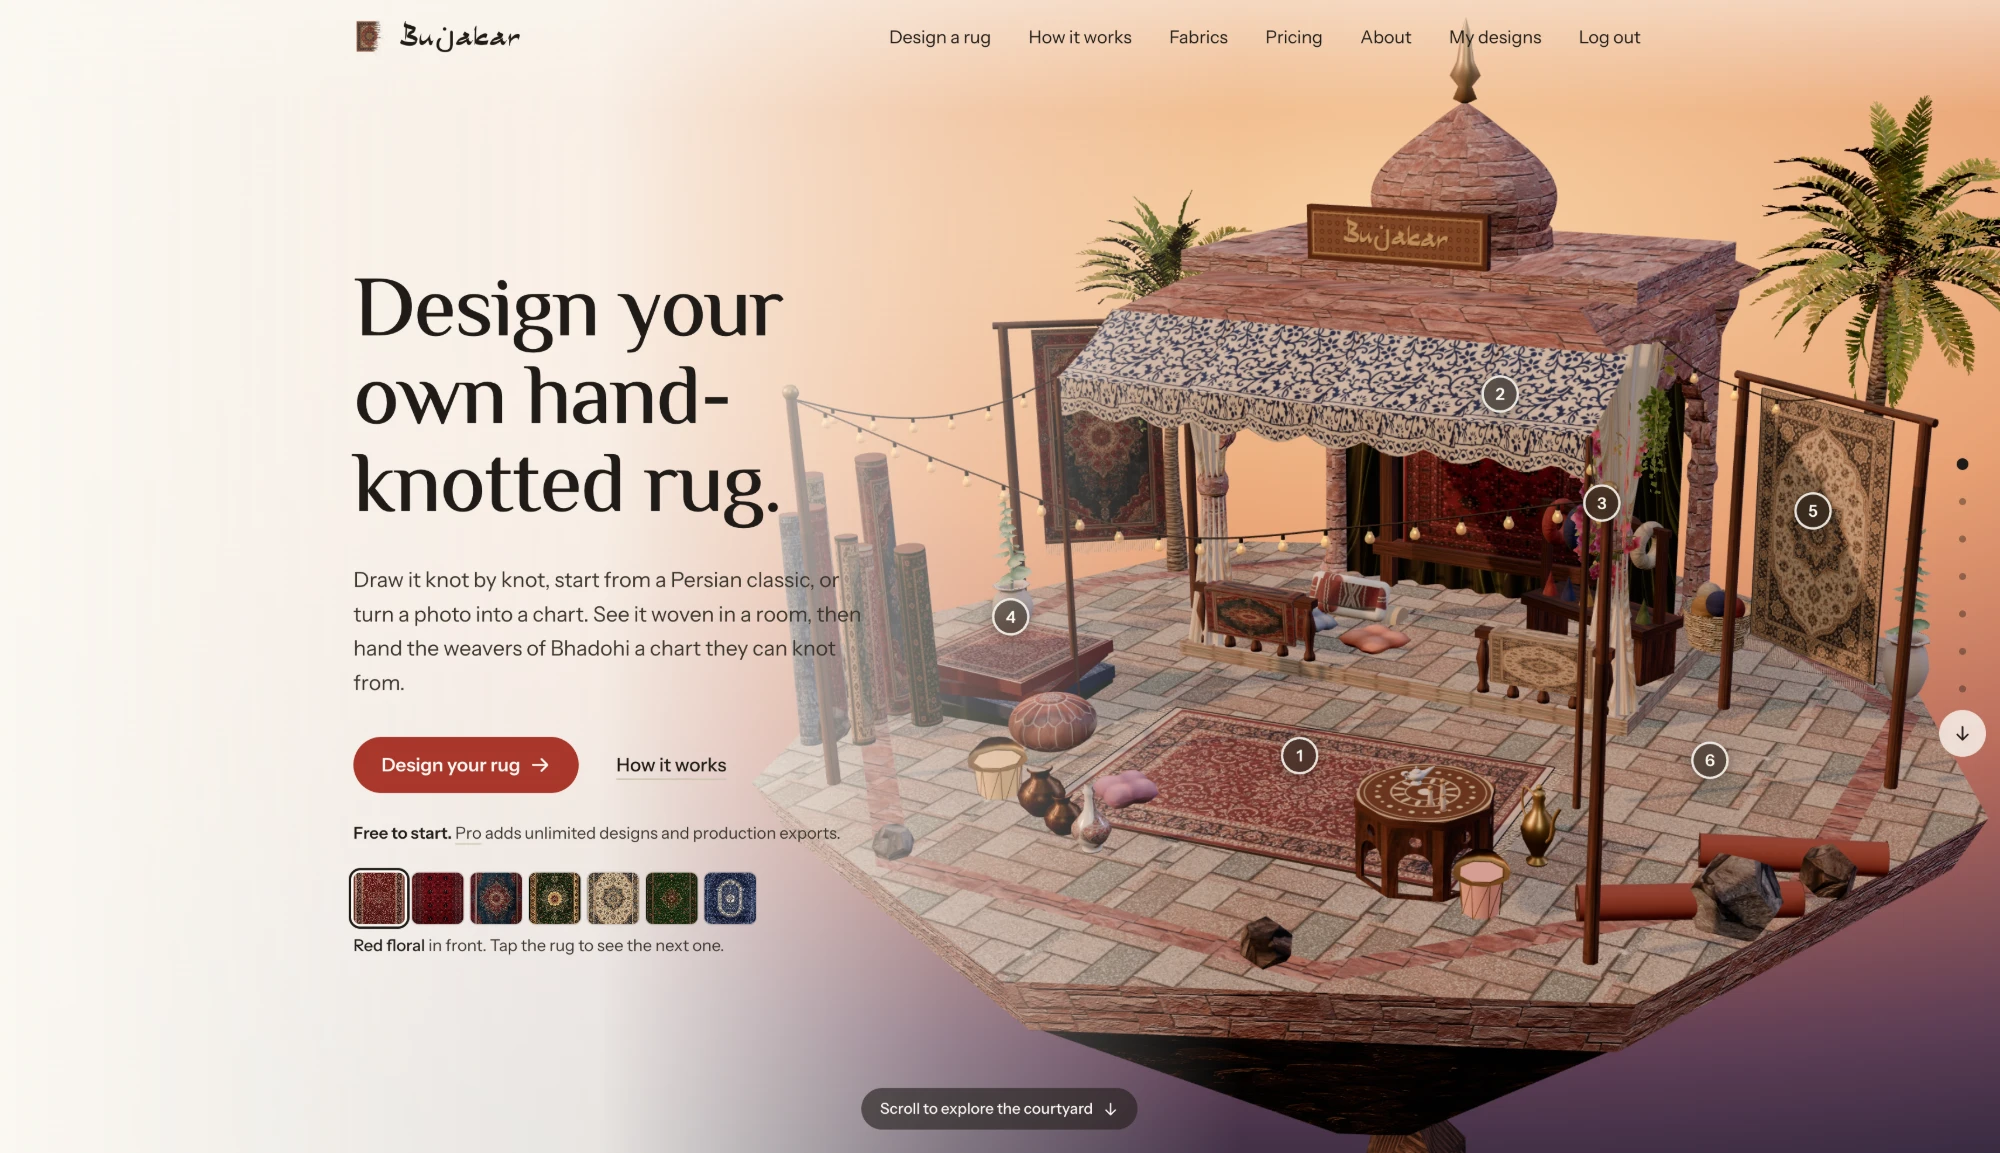 Bujakar
Design a rug
How it works
Fabrics
Pricing
About
My designs
Log out
Bujakar
Design your
own hand-
knotted rug.
Draw it knot by knot, start from a Persian classic, or
turn a photo into a chart. See it woven in a room, then
hand the weavers of Bhadohi a chart they can knot
from.
Design your rug →
How it works
Free to start. Pro adds unlimited designs and production exports.
Red floral in front. Tap the rug to see the next one.
2
3
5
4
1
6
Scroll to explore the courtyard ↓